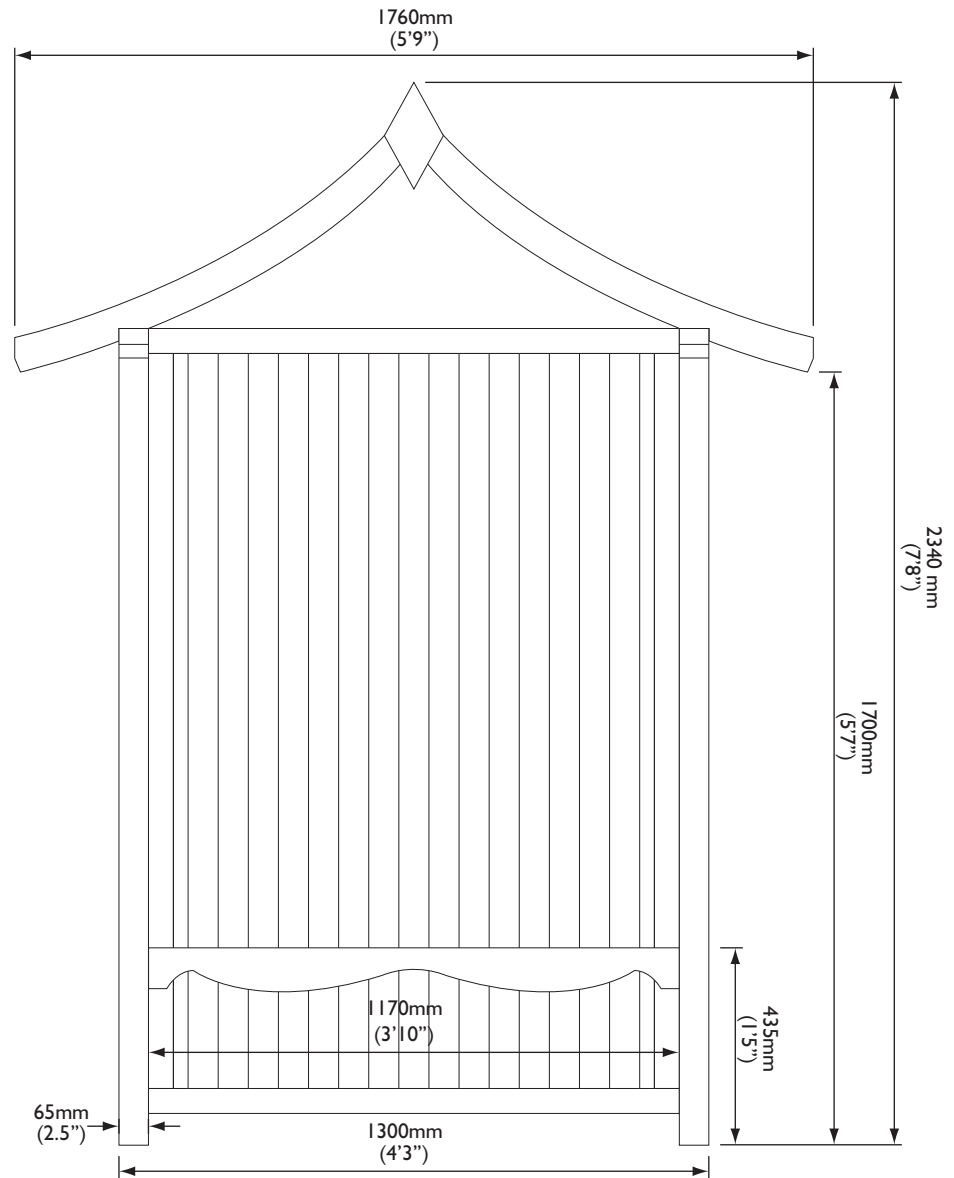 1760mm
(5’9”)
2340 mm
(7’8”)
1700mm
(5’7”)
1170mm
(3’10”)
435mm
(1’5”)
65mm
(2.5”)
1300mm
(4’3”)